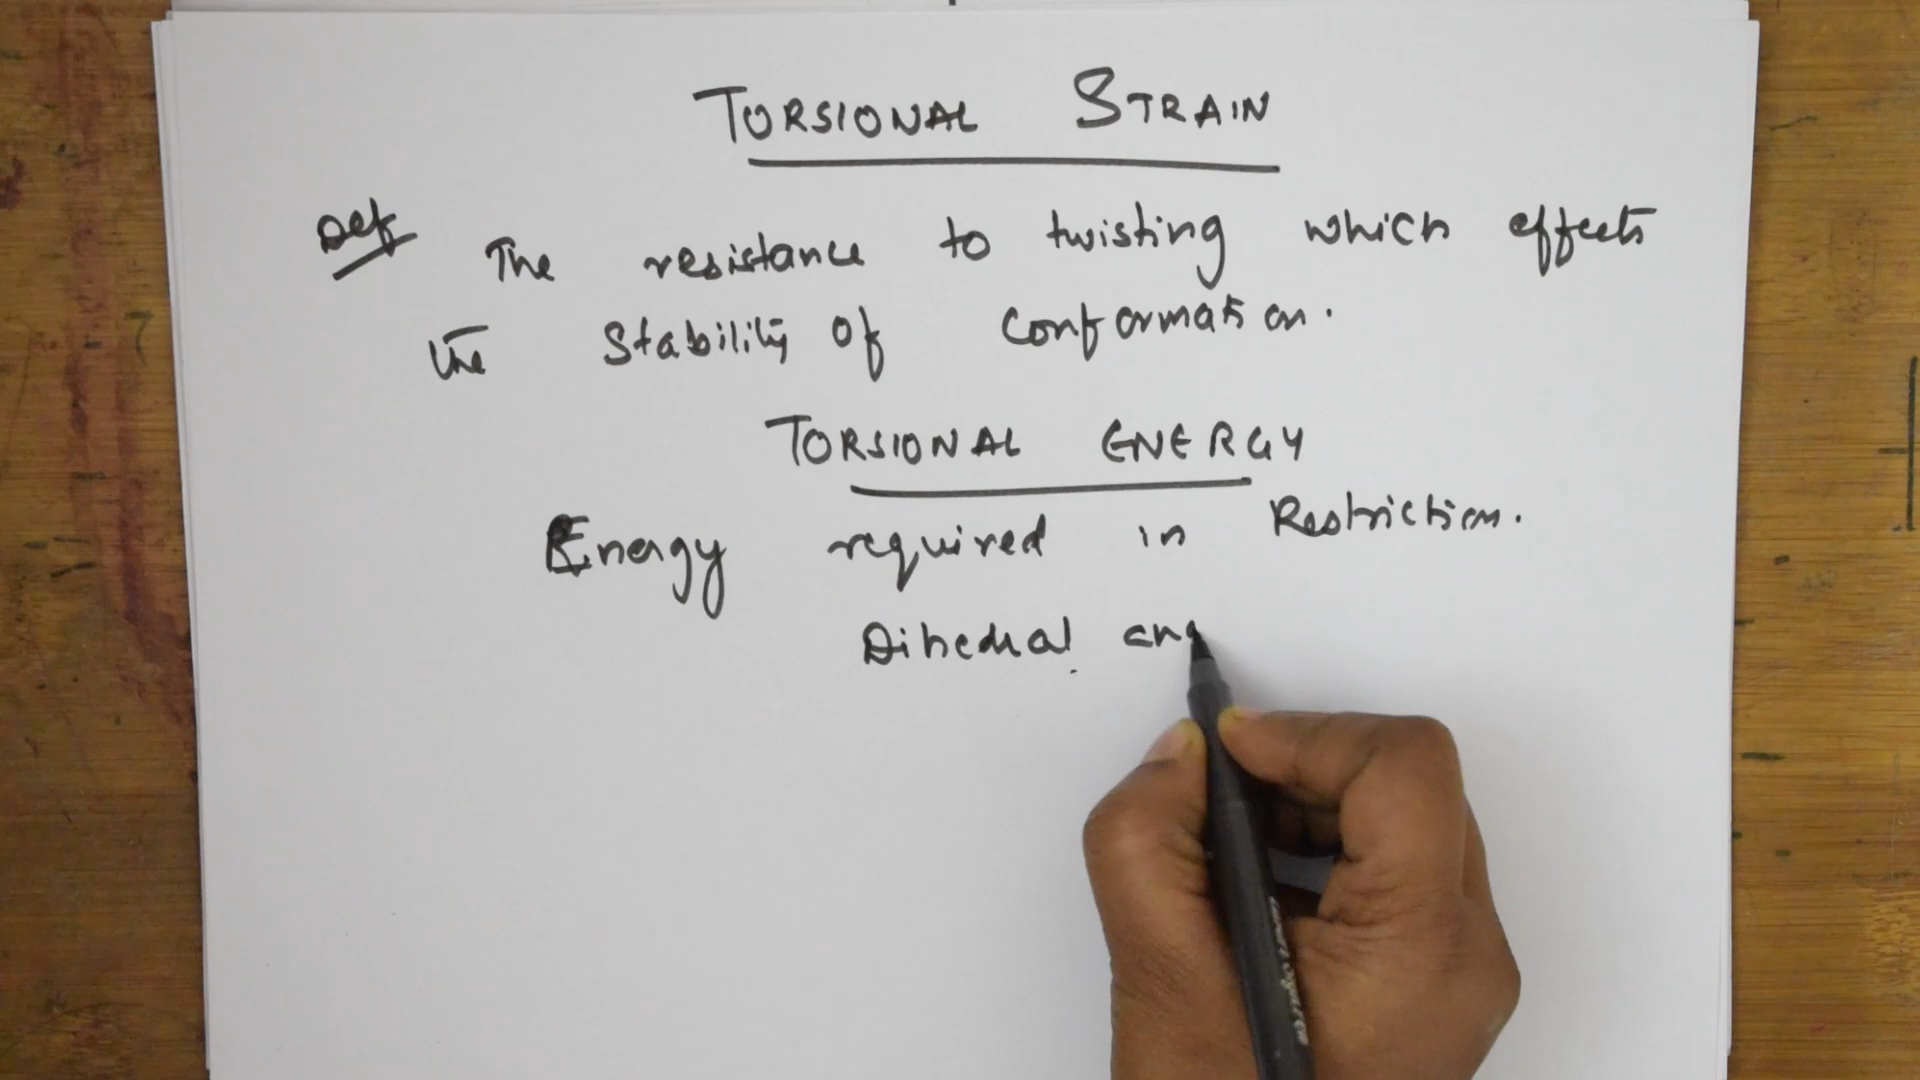 TORSIONAL STRAIN
Def The resistance to twisting which effects
the Stability of Conformation.
TORSIONAL ENERGY
Energy required in Restriction.
Dihedral ang